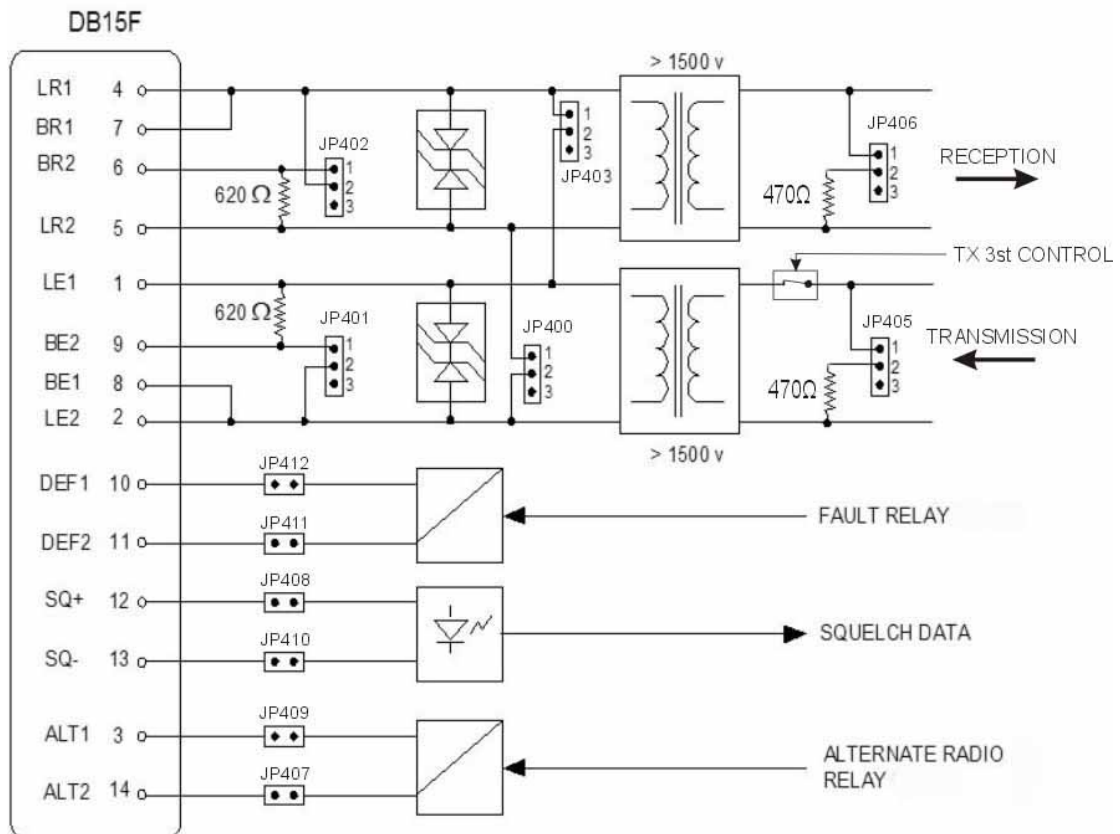 DB15F
> 1500 v
LR1 4
BR1 7
BR2 6
LR2 5
620 Ω
JP402
1
2
3
1
2
3
JP403
JP406
1
2
3
470Ω
RECEPTION
TX 3st CONTROL
LE1 1
BE2 9
BE1 8
LE2 2
620 Ω
JP401
1
2
3
JP400
1
2
3
JP405
1
2
3
470Ω
TRANSMISSION
> 1500 v
DEF1 10
JP412
DEF2 11
JP411
FAULT RELAY
SQ+ 12
JP408
SQ- 13
JP410
SQUELCH DATA
ALT1 3
JP409
ALT2 14
JP407
ALTERNATE RADIO
RELAY